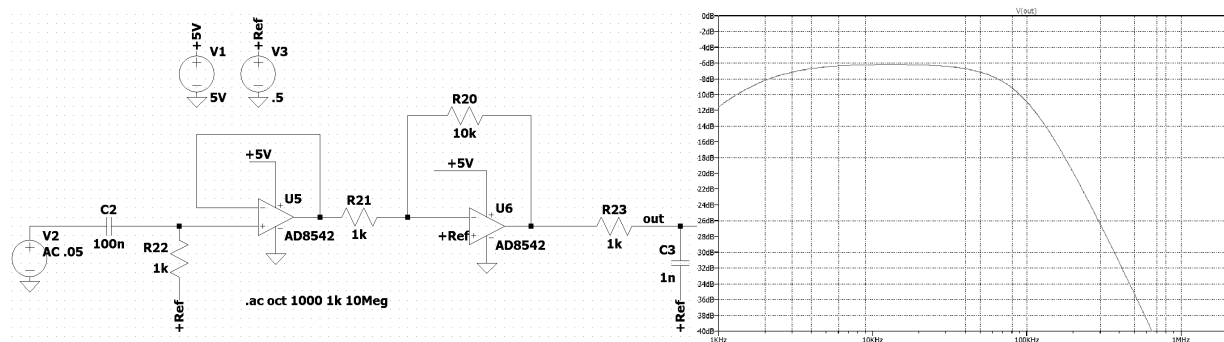 +5V
V1
5V
+Ref
V3
.5
R20
10k
+5V
+5V
U5
AD8542
R21
1k
U6
+Ref
AD8542
C2
100n
V2
AC .05
R22
1k
+Ref
R23
1k
out
C3
1n
+Ref
.ac oct 1000 1k 10Meg
V(out)
0dB
-2dB
-4dB
-6dB
-8dB
-10dB
-12dB
-14dB
-16dB
-18dB
-20dB
-22dB
-24dB
-26dB
-28dB
-30dB
-32dB
-34dB
-36dB
-38dB
-40dB
1KHz
10KHz
100KHz
1MHz